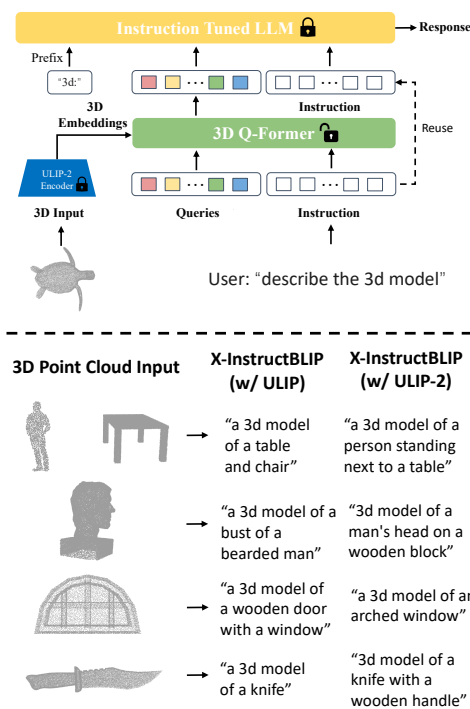 Instruction Tuned LLM
Response
Prefix
"3d:"
...
3D
Embeddings
Instruction
3D Q-Former
Reuse
ULIP-2
Encoder
...
3D Input
Queries
Instruction
User: “describe the 3d model”
3D Point Cloud Input
X-InstructBLIP
(w/ ULIP)
X-InstructBLIP
(w/ ULIP-2)
“a 3d model
of a table
and chair”
“a 3d model of a
person standing
next to a table”
“a 3d model of a
bust of a
bearded man”
“3d model of a
man's head on a
wooden block”
“a 3d model of
a wooden door
with a window”
“a 3d model of an
arched window”
“a 3d model
of a knife”
“3d model of a
knife with a
wooden handle”